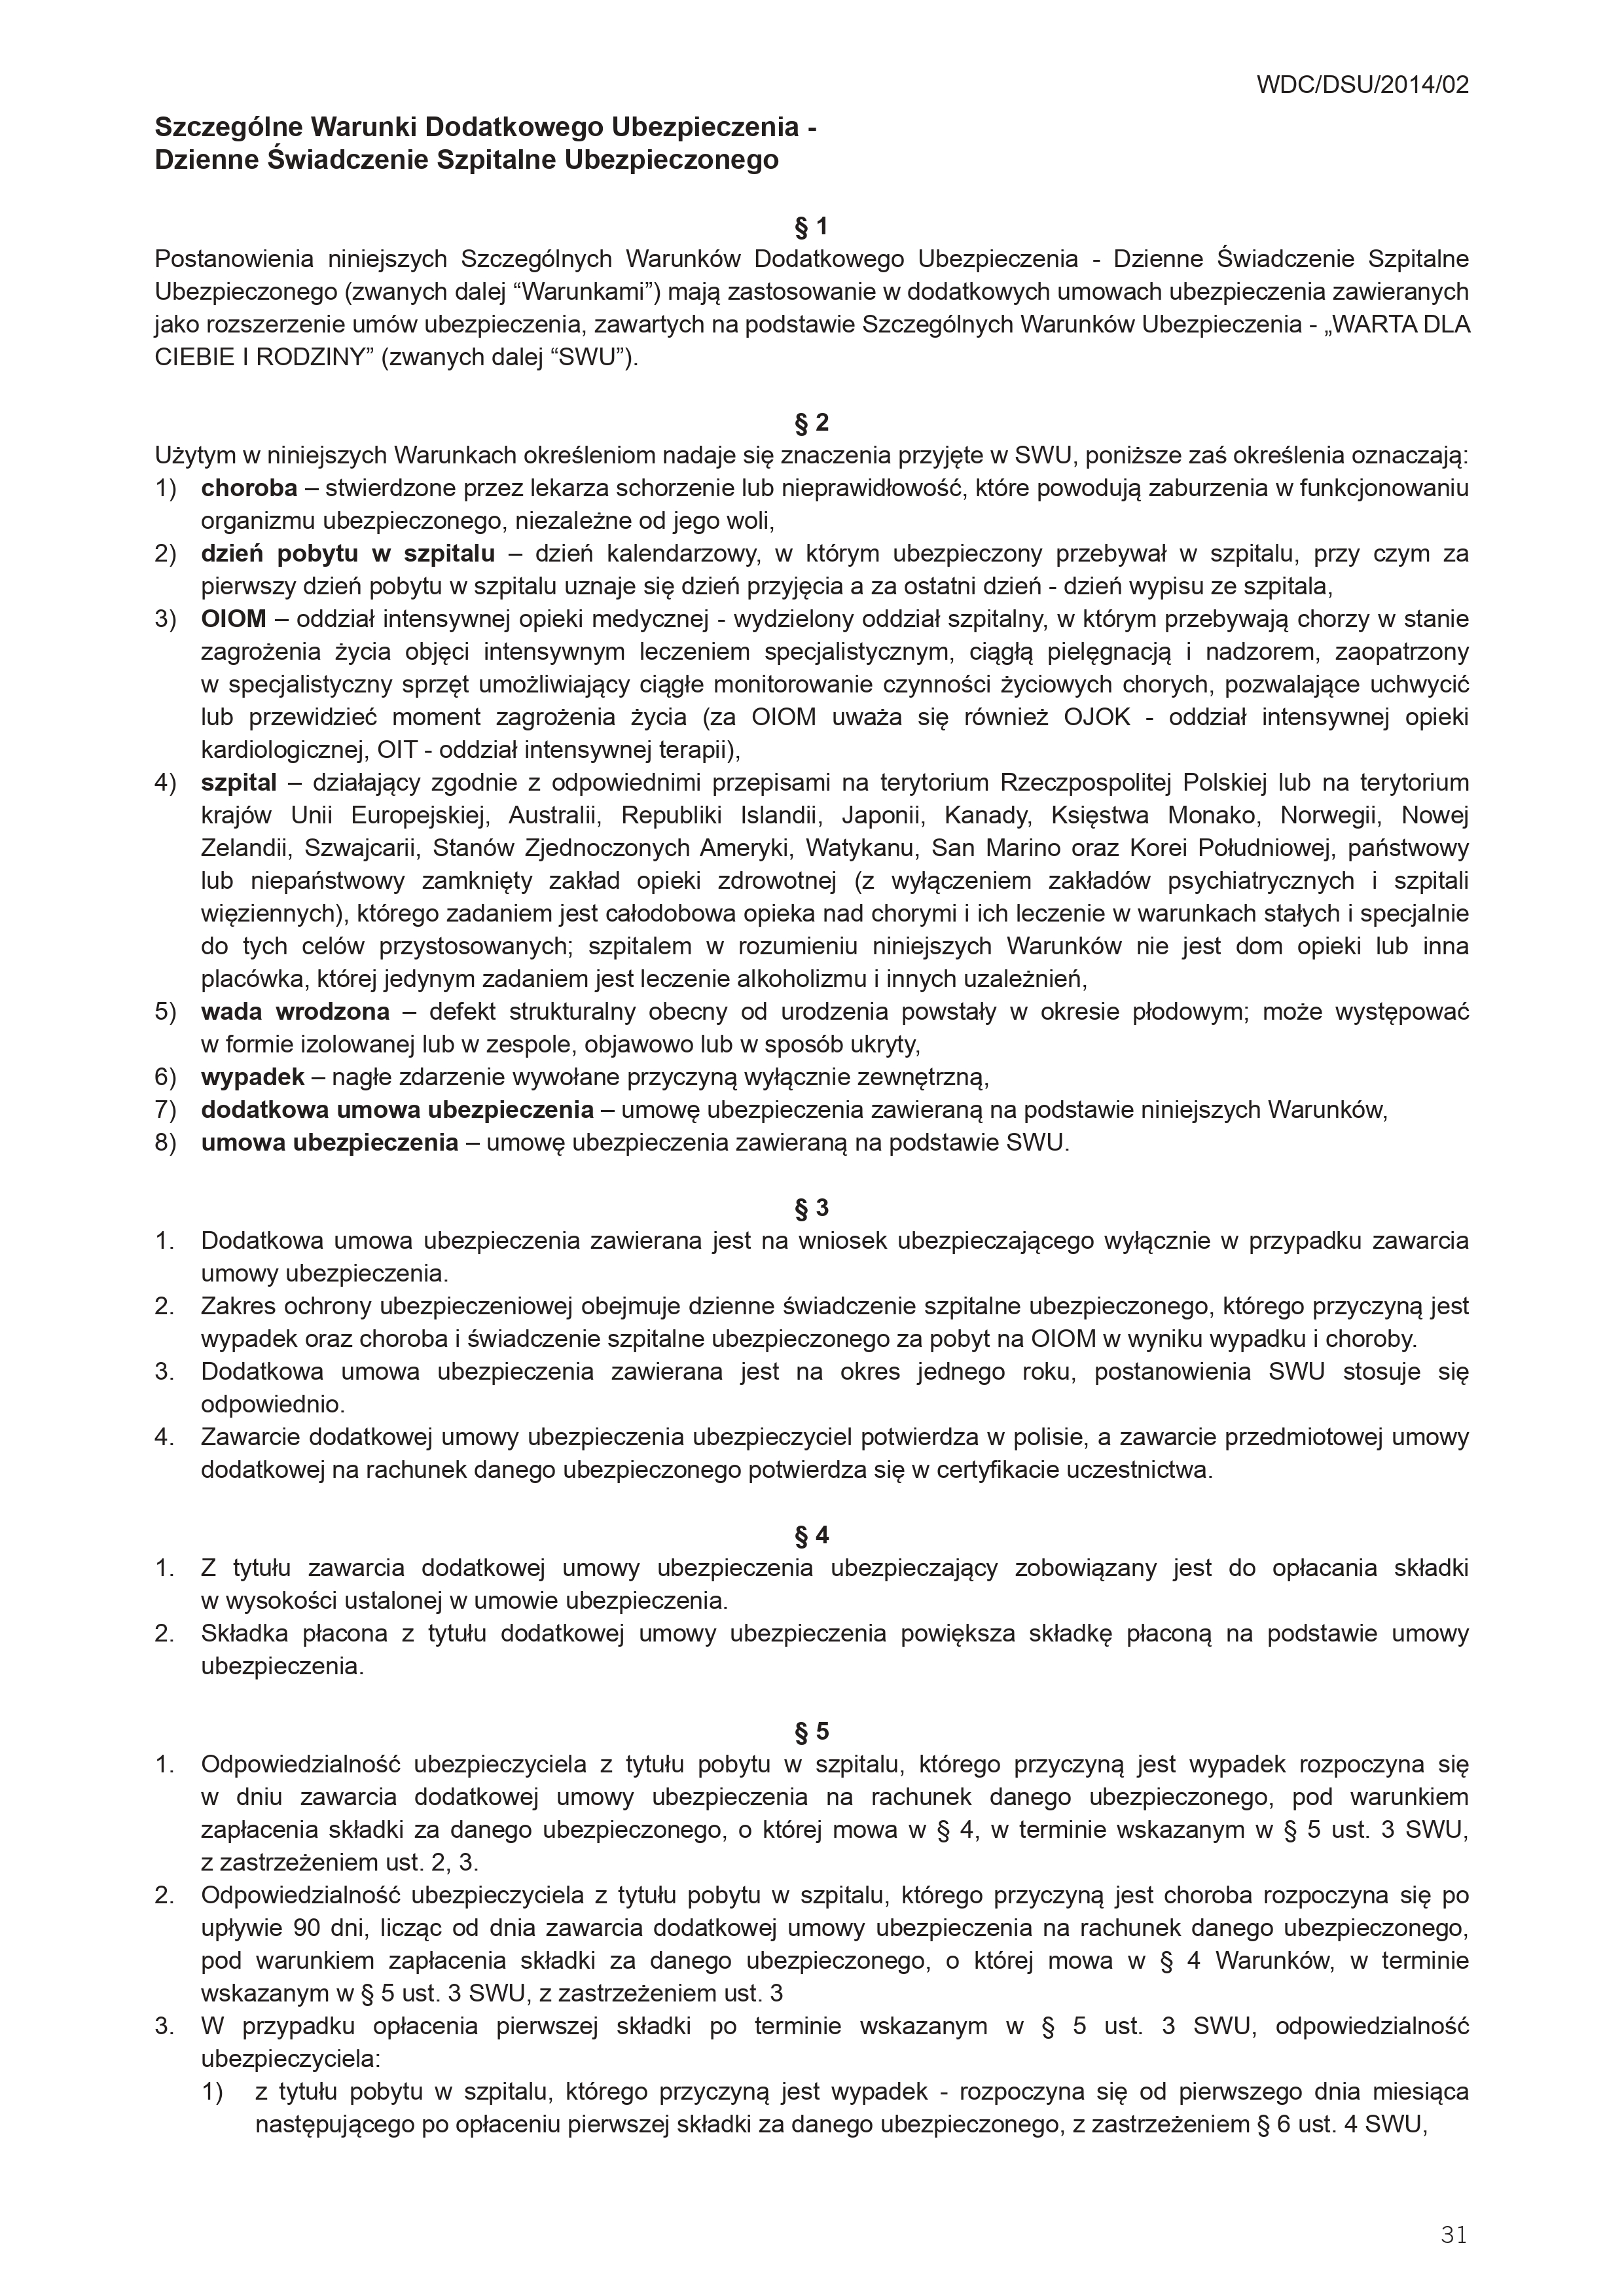 WDC/DSU/2014/02
Szczególne Warunki Dodatkowego Ubezpieczenia -
Dzienne Świadczenie Szpitalne Ubezpieczonego
§ 1
Postanowienia niniejszych Szczególnych Warunków Dodatkowego Ubezpieczenia - Dzienne Świadczenie Szpitalne
Ubezpieczonego (zwanych dalej “Warunkami”) mają zastosowanie w dodatkowych umowach ubezpieczenia zawieranych
jako rozszerzenie umów ubezpieczenia, zawartych na podstawie Szczególnych Warunków Ubezpieczenia - „WARTA DLA
CIEBIE I RODZINY” (zwanych dalej “SWU”).
§ 2
Użytym w niniejszych Warunkach określeniom nadaje się znaczenia przyjęte w SWU, poniższe zaś określenia oznaczają:
1) choroba – stwierdzone przez lekarza schorzenie lub nieprawidłowość, które powodują zaburzenia w funkcjonowaniu
organizmu ubezpieczonego, niezależne od jego woli,
2) dzień pobytu w szpitalu – dzień kalendarzowy, w którym ubezpieczony przebywał w szpitalu, przy czym za
pierwszy dzień pobytu w szpitalu uznaje się dzień przyjęcia a za ostatni dzień - dzień wypisu ze szpitala,
3) OIOM – oddział intensywnej opieki medycznej - wydzielony oddział szpitalny, w którym przebywają chorzy w stanie
zagrożenia życia objęci intensywnym leczeniem specjalistycznym, ciągłą pielęgnacją i nadzorem, zaopatrzony
w specjalistyczny sprzęt umożliwiający ciągłe monitorowanie czynności życiowych chorych, pozwalające uchwycić
lub przewidzieć moment zagrożenia życia (za OIOM uważa się również OJOK - oddział intensywnej opieki
kardiologicznej, OIT - oddział intensywnej terapii),
4) szpital – działający zgodnie z odpowiednimi przepisami na terytorium Rzeczpospolitej Polskiej lub na terytorium
krajów Unii Europejskiej, Australii, Republiki Islandii, Japonii, Kanady, Księstwa Monako, Norwegii, Nowej
Zelandii, Szwajcarii, Stanów Zjednoczonych Ameryki, Watykanu, San Marino oraz Korei Południowej, państwowy
lub niepaństwowy zamknięty zakład opieki zdrowotnej (z wyłączeniem zakładów psychiatrycznych i szpitali
więziennych), którego zadaniem jest całodobowa opieka nad chorymi i ich leczenie w warunkach stałych i specjalnie
do tych celów przystosowanych; szpitalem w rozumieniu niniejszych Warunków nie jest dom opieki lub inna
placówka, której jedynym zadaniem jest leczenie alkoholizmu i innych uzależnień,
5) wada wrodzona – defekt strukturalny obecny od urodzenia powstały w okresie płodowym; może występować
w formie izolowanej lub w zespole, objawowo lub w sposób ukryty,
6) wypadek – nagłe zdarzenie wywołane przyczyną wyłącznie zewnętrzną,
7) dodatkowa umowa ubezpieczenia – umowę ubezpieczenia zawieraną na podstawie niniejszych Warunków,
8) umowa ubezpieczenia – umowę ubezpieczenia zawieraną na podstawie SWU.
§ 3
1. Dodatkowa umowa ubezpieczenia zawierana jest na wniosek ubezpieczającego wyłącznie w przypadku zawarcia
umowy ubezpieczenia.
2. Zakres ochrony ubezpieczeniowej obejmuje dzienne świadczenie szpitalne ubezpieczonego, którego przyczyną jest
wypadek oraz choroba i świadczenie szpitalne ubezpieczonego za pobyt na OIOM w wyniku wypadku i choroby.
3. Dodatkowa umowa ubezpieczenia zawierana jest na okres jednego roku, postanowienia SWU stosuje się
odpowiednio.
4. Zawarcie dodatkowej umowy ubezpieczenia ubezpieczyciel potwierdza w polisie, a zawarcie przedmiotowej umowy
dodatkowej na rachunek danego ubezpieczonego potwierdza się w certyfikacie uczestnictwa.
§ 4
1. Z tytułu zawarcia dodatkowej umowy ubezpieczenia ubezpieczający zobowiązany jest do opłacania składki
w wysokości ustalonej w umowie ubezpieczenia.
2. Składka płacona z tytułu dodatkowej umowy ubezpieczenia powiększa składkę płaconą na podstawie umowy
ubezpieczenia.
§ 5
1. Odpowiedzialność ubezpieczyciela z tytułu pobytu w szpitalu, którego przyczyną jest wypadek rozpoczyna się
w dniu zawarcia dodatkowej umowy ubezpieczenia na rachunek danego ubezpieczonego, pod warunkiem
zapłacenia składki za danego ubezpieczonego, o której mowa w § 4, w terminie wskazanym w § 5 ust. 3 SWU,
z zastrzeżeniem ust. 2, 3.
2. Odpowiedzialność ubezpieczyciela z tytułu pobytu w szpitalu, którego przyczyną jest choroba rozpoczyna się po
upływie 90 dni, licząc od dnia zawarcia dodatkowej umowy ubezpieczenia na rachunek danego ubezpieczonego,
pod warunkiem zapłacenia składki za danego ubezpieczonego, o której mowa w § 4 Warunków, w terminie
wskazanym w § 5 ust. 3 SWU, z zastrzeżeniem ust. 3
3. W przypadku opłacenia pierwszej składki po terminie wskazanym w § 5 ust. 3 SWU, odpowiedzialność
ubezpieczyciela:
1) z tytułu pobytu w szpitalu, którego przyczyną jest wypadek - rozpoczyna się od pierwszego dnia miesiąca
następującego po opłaceniu pierwszej składki za danego ubezpieczonego, z zastrzeżeniem § 6 ust. 4 SWU,
31